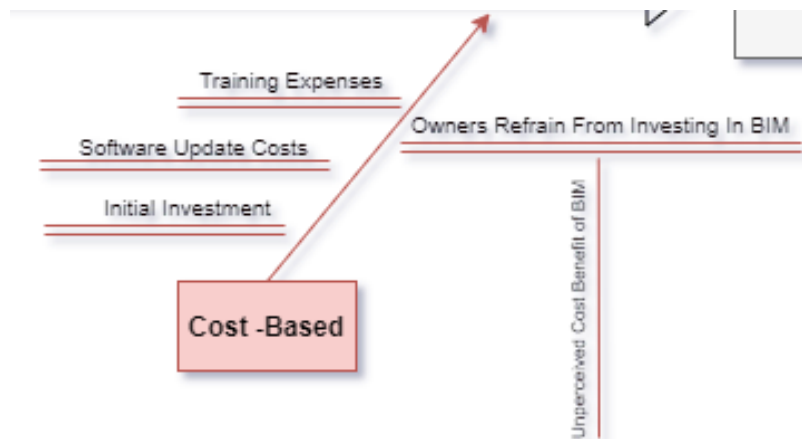 Training Expenses
Owners Refrain From Investing In BIM
Software Update Costs
Initial Investment
Unperceived Cost Benefit of BIM
Cost -Based